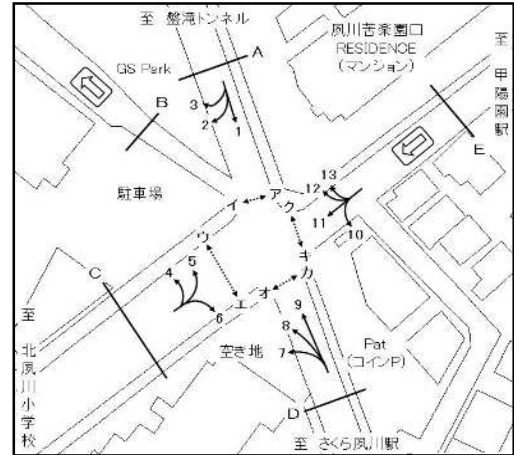 至 盤滝トンネル
夙川苦楽園口
RESIDENCE
(マンション)
至 甲陽園駅
GS Park
A
B
E
3
2
1
13
12
11
10
駐車場
イ
ア
ク
ウ
キ
カ
エ
オ
C
4
5
6
9
8
7
空き地
Pat
(コインP)
D
至 北夙川小学校
至 さくら夙川駅